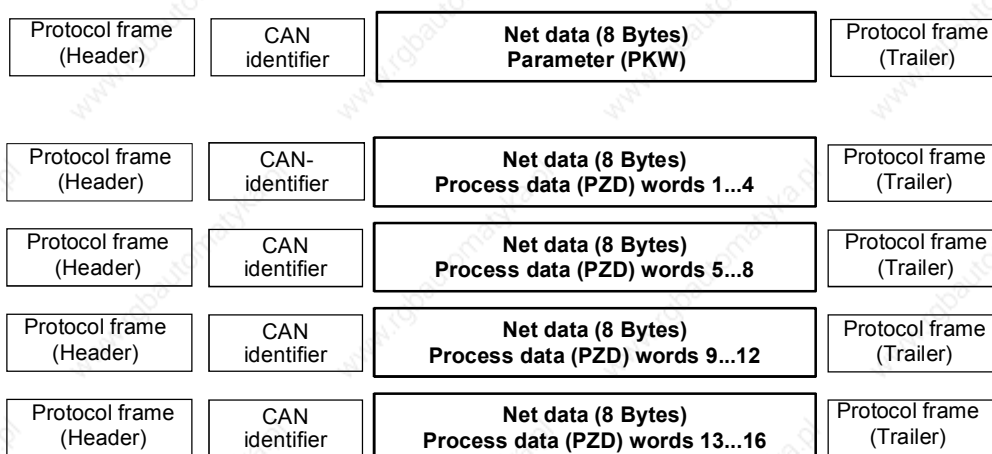 Protocol frame
(Header)
CAN
identifier
Net data (8 Bytes)
Parameter (PKW)
Protocol frame
(Trailer)
Protocol frame
(Header)
CAN-
identifier
Net data (8 Bytes)
Process data (PZD) words 1...4
Protocol frame
(Trailer)
Protocol frame
(Header)
CAN
identifier
Net data (8 Bytes)
Process data (PZD) words 5...8
Protocol frame
(Trailer)
Protocol frame
(Header)
CAN
identifier
Net data (8 Bytes)
Process data (PZD) words 9...12
Protocol frame
(Trailer)
Protocol frame
(Header)
CAN
identifier
Net data (8 Bytes)
Process data (PZD) words 13...16
Protocol frame
(Trailer)